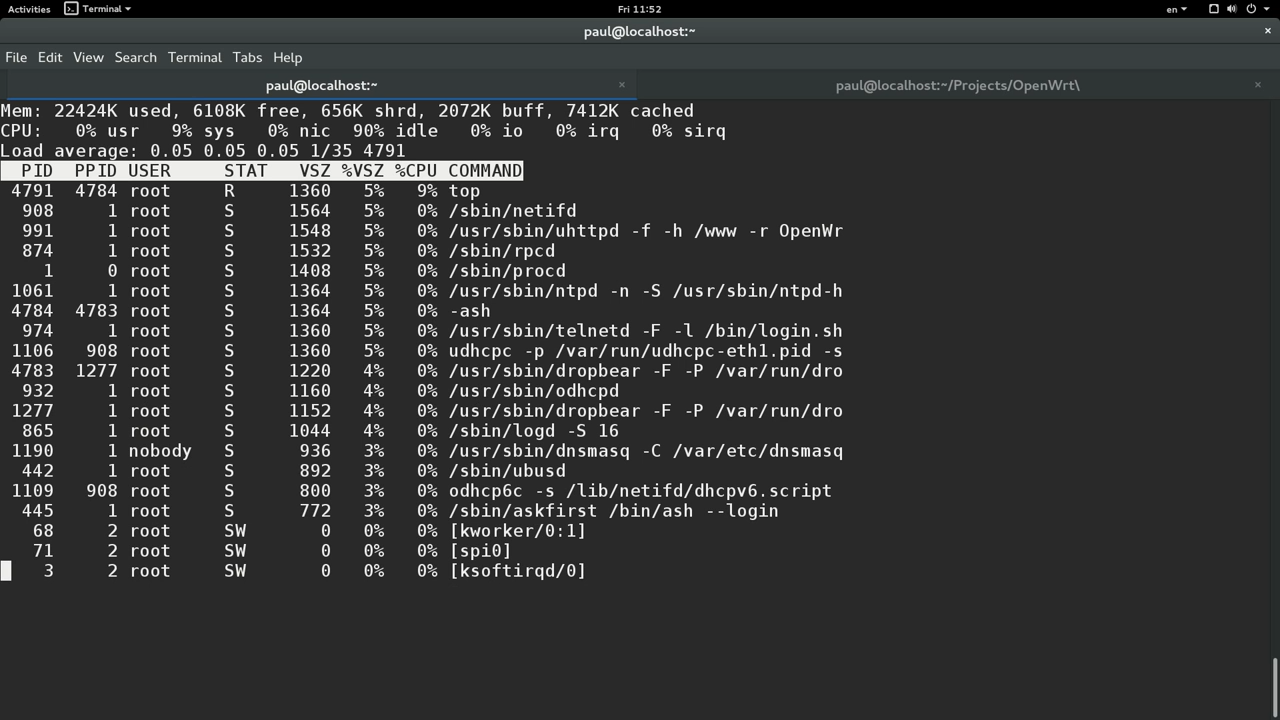 Activities Terminal Fri 11:52 en
paul@localhost:~ ×
File Edit View Search Terminal Tabs Help
paul@localhost:~ × paul@localhost:~/Projects/OpenWrt\ ×
Mem: 22424K used, 6108K free, 656K shrd, 2072K buff, 7412K cached
CPU:   0% usr   9% sys   0% nic  90% idle   0% io   0% irq   0% sirq
Load average: 0.05 0.05 0.05 1/35 4791
  PID  PPID USER     STAT   VSZ %VSZ %CPU COMMAND
 4791  4784 root     R     1360   5%   9% top
  908     1 root     S     1564   5%   0% /sbin/netifd
  991     1 root     S     1548   5%   0% /usr/sbin/uhttpd -f -h /www -r OpenWr
  874     1 root     S     1532   5%   0% /sbin/rpcd
    1     0 root     S     1408   5%   0% /sbin/procd
 1061     1 root     S     1364   5%   0% /usr/sbin/ntpd -n -S /usr/sbin/ntpd-h
 4784  4783 root     S     1364   5%   0% -ash
  974     1 root     S     1360   5%   0% /usr/sbin/telnetd -F -l /bin/login.sh
 1106   908 root     S     1360   5%   0% udhcpc -p /var/run/udhcpc-eth1.pid -s
 4783  1277 root     S     1220   4%   0% /usr/sbin/dropbear -F -P /var/run/dro
  932     1 root     S     1160   4%   0% /usr/sbin/odhcpd
 1277     1 root     S     1152   4%   0% /usr/sbin/dropbear -F -P /var/run/dro
  865     1 root     S     1044   4%   0% /sbin/logd -S 16
 1190     1 nobody   S      936   3%   0% /usr/sbin/dnsmasq -C /var/etc/dnsmasq
  442     1 root     S      892   3%   0% /sbin/ubusd
 1109   908 root     S      800   3%   0% odhcp6c -s /lib/netifd/dhcpv6.script
  445     1 root     S      772   3%   0% /sbin/askfirst /bin/ash --login
   68     2 root     SW       0   0%   0% [kworker/0:1]
   71     2 root     SW       0   0%   0% [spi0]
    3     2 root     SW       0   0%   0% [ksoftirqd/0]